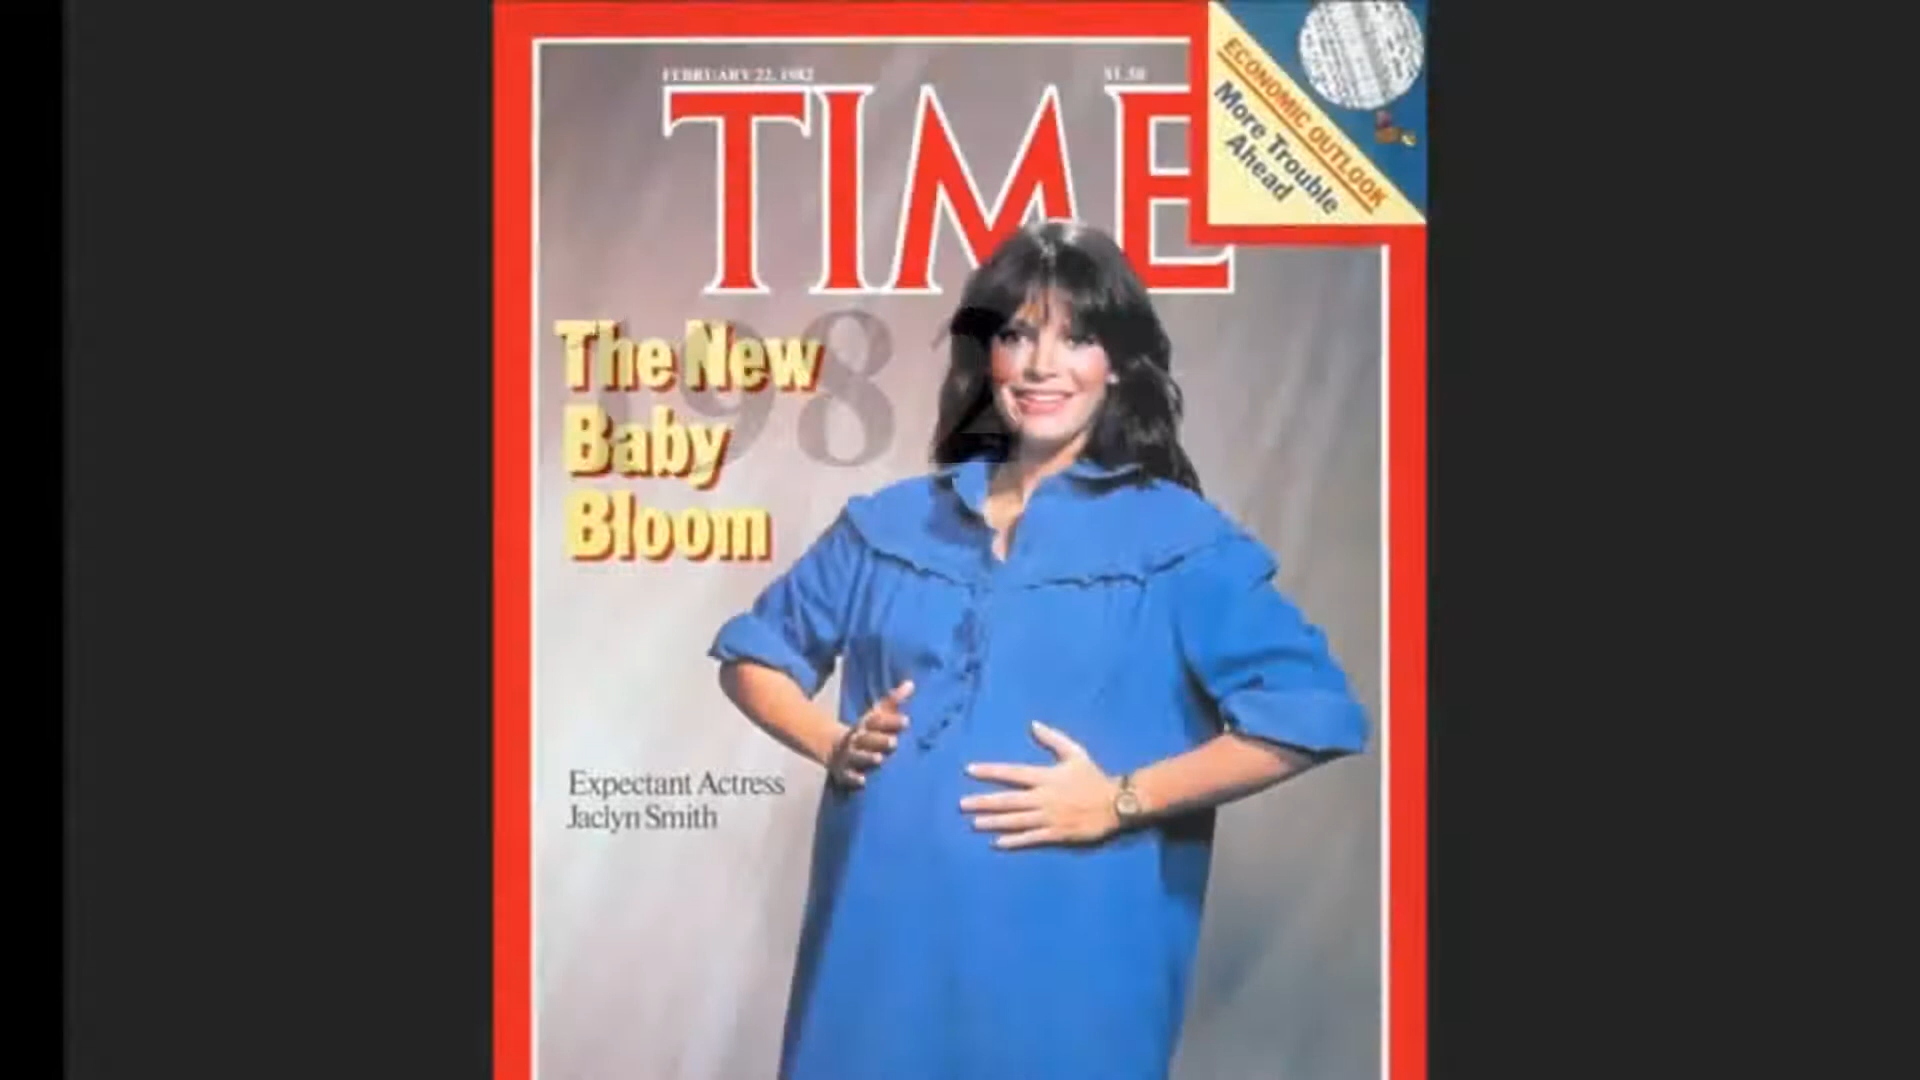 FEBRUARY 22, 1982
$1.50
TIME
ECONOMIC OUTLOOK
More Trouble
Ahead
1982
The New
Baby
Bloom
Expectant Actress
Jaclyn Smith